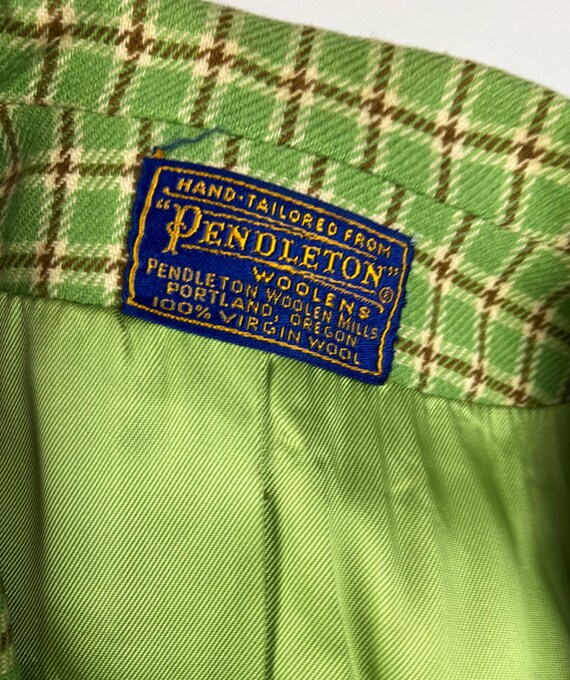 HAND·TAILORED FROM
"PENDLETON"®
WOOLENS
PENDLETON WOOLEN MILLS
PORTLAND, OREGON
100% VIRGIN WOOL